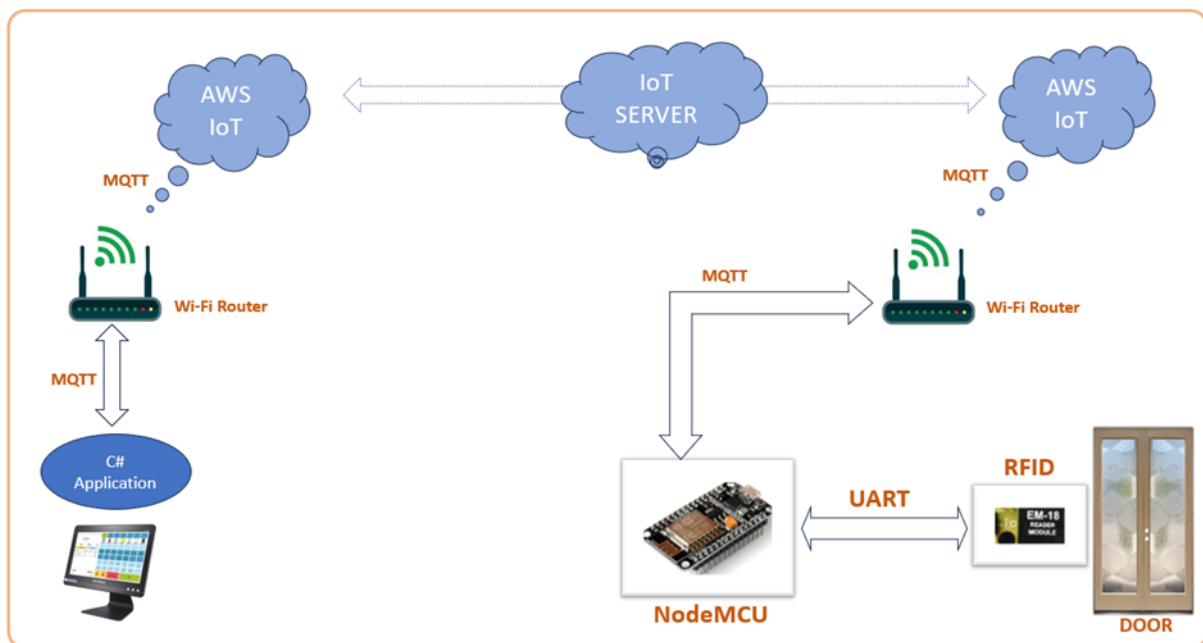 AWS
IoT
IoT
SERVER
AWS
IoT
MQTT
MQTT
Wi-Fi Router
MQTT
Wi-Fi Router
MQTT
C#
Application
UART
RFID
EM-18
READER
MODULE
NodeMCU
DOOR